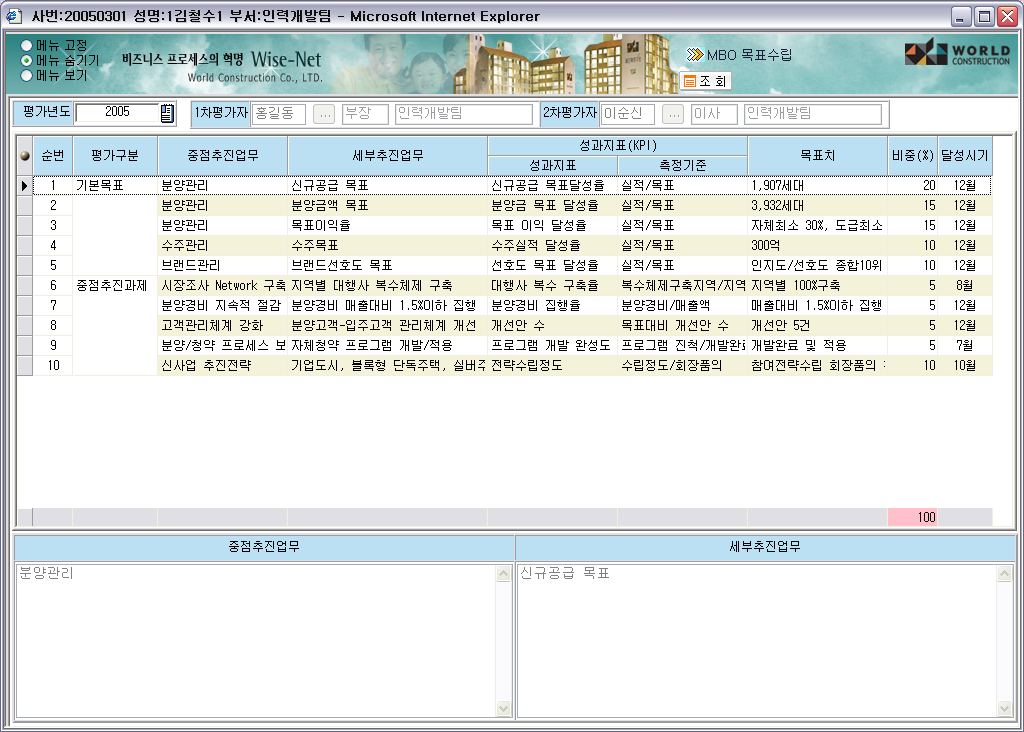 사번:20050301 성명:1김철수1 부서:인력개발팀 - Microsoft Internet Explorer
메뉴 고정
메뉴 숨기기
메뉴 보기
비즈니스 프로세스의 혁명 Wise-Net
World Construction Co., LTD.
MBO 목표수립
조 회
WORLD
CONSTRUCTION
평가년도 2005 1차평가자 홍길동 ... 부장 인력개발팀 2차평가자 이순신 ... 이사 인력개발팀
순번 평가구분 중점추진업무 세부추진업무 성과지표(KPI) 목표치 비중(%) 달성시기
성과지표 측정기준
1 기본목표 분양관리 신규공급 목표 신규공급 목표달성율 실적/목표 1,907세대 20 12월
2 분양관리 분양금액 목표 분양금 목표 달성율 실적/목표 3,932세대 15 12월
3 분양관리 목표이익율 목표 이익 달성율 실적/목표 자체최소 30%, 도급최소 15 12월
4 수주관리 수주목표 수주실적 달성율 실적/목표 300억 10 12월
5 브랜드관리 브랜드선호도 목표 선호도 목표 달성율 실적/목표 인지도/선호도 종합10위 10 12월
6 중점추진과제 시장조사 Network 구축 지역별 대행사 복수체제 구축 대행사 복수 구축율 복수체제구축지역/지역 지역별 100%구축 5 8월
7 분양경비 지속적 절감 분양경비 매출대비 1.5%이하 집행 분양경비 집행율 분양경비/매출액 매출대비 1.5%이하 집행 5 12월
8 고객관리체계 강화 분양고객-입주고객 관리체계 개선 개선안 수 목표대비 개선안 수 개선안 5건 5 12월
9 분양/청약 프로세스 보 자체청약 프로그램 개발/적용 프로그램 개발 완성도 프로그램 진척/개발완료 개발완료 및 적용 5 7월
10 신사업 추진전략 기업도시, 블록형 단독주택, 실버주 전략수립정도 수립정도/회장품의 참여전략수립 회장품의 10 10월
100
중점추진업무 세부추진업무
분양관리 신규공급 목표